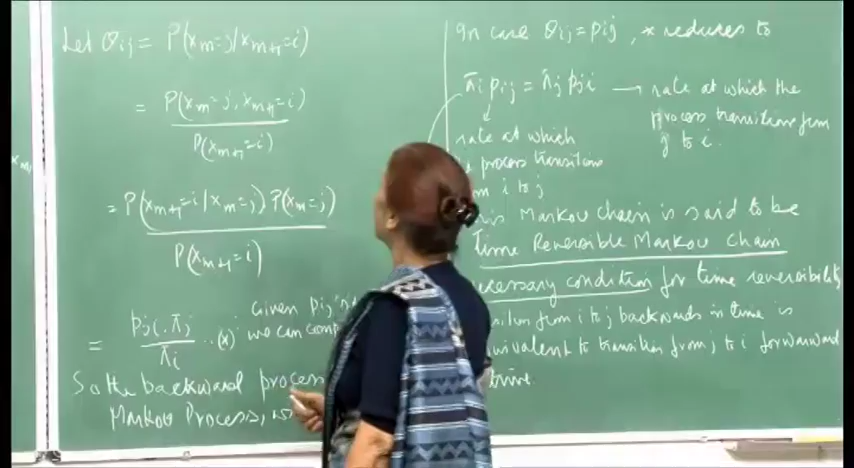 Let Qij = P(Xm=j/Xm+1=i)
= P(Xm=j, Xm+1=i)
P(Xm+1=i)
= P(Xm+1=i/Xm=j) P(Xm=j)
P(Xm+1=i)
= pji πj
πi
..(*)
Given pij's
we can
So the backward process
Markov Process,
In case Qij=pij, * reduces to
πi pij = πj pji → rate at which the
process transitions from
j to i.
rate at which
process transitions
i to j
Markov chain is said to be
time Reversible Markov chain
necessary condition for time reversibility
from i to j backwards in time is
equivalent to transition from j to i forward
time.